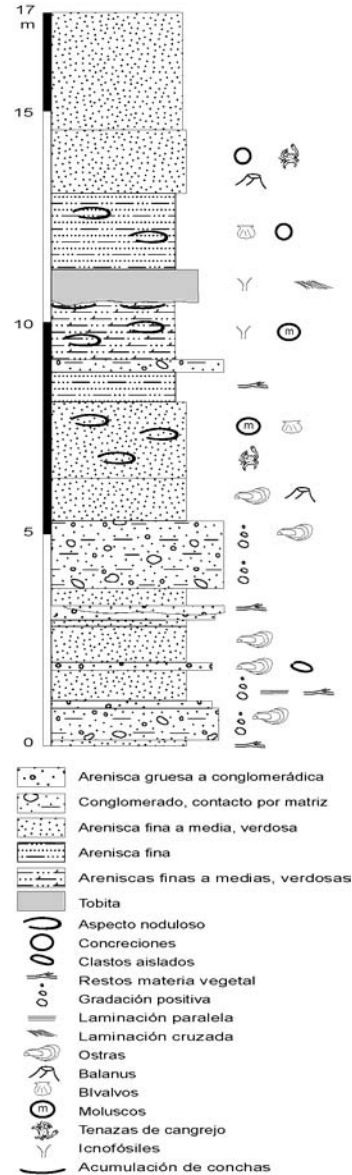 17
m
15
10
m
m
5
0
Arenisca gruesa a conglomerádica
Conglomerado, contacto por matriz
Arenisca fina a media, verdosa
Arenisca fina
Areniscas finas a medias, verdosas
Tobita
Aspecto noduloso
Concreciones
Clastos aislados
Restos materia vegetal
Gradación positiva
Laminación paralela
Laminación cruzada
Ostras
Balanus
BIvalvos
m Moluscos
Tenazas de cangrejo
Icnofósiles
Acumulación de conchas